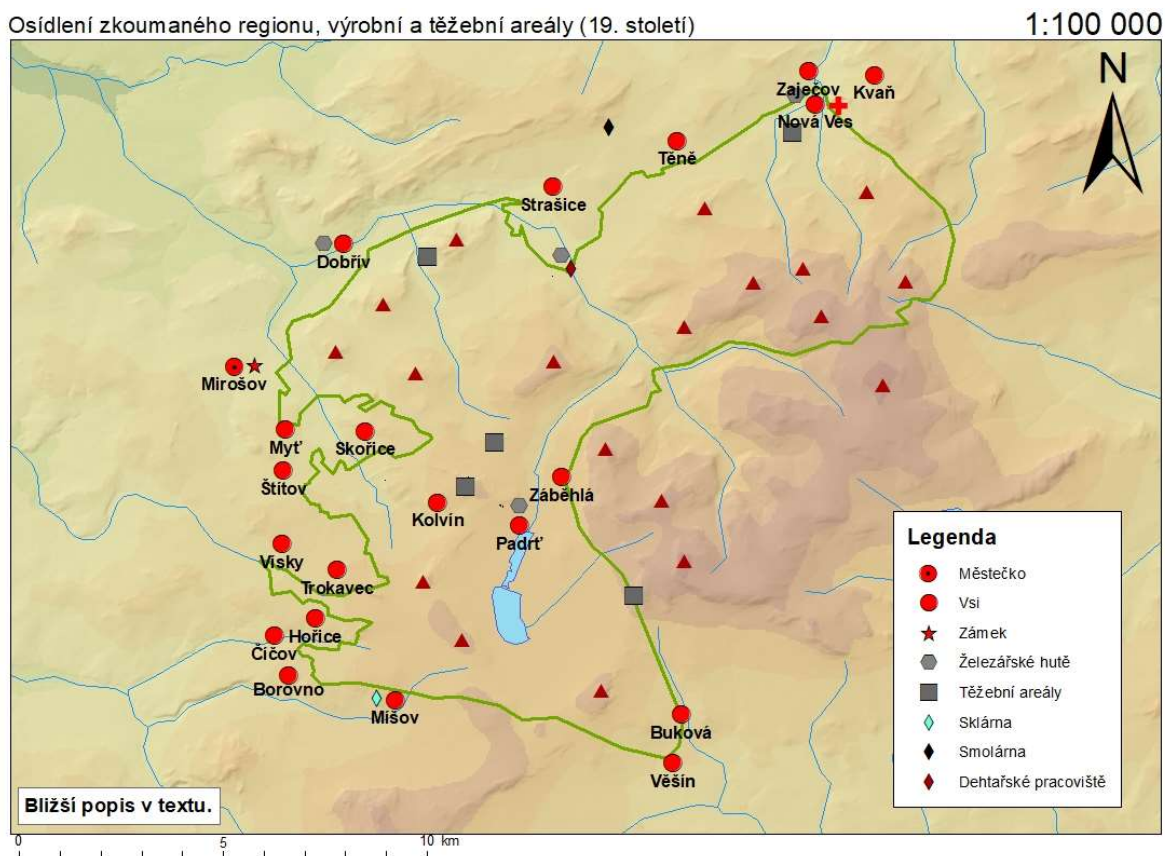 Osídlení zkoumaného regionu, výrobní a těžební areály (19. století)
1:100 000
N
Zaječov
Kvaň
Nová Ves
Těně
Strašice
Dobřív
Mirošov
Myť
Skořice
Štítov
Záběhlá
Kolvín
Padrť
Visky
Trokavec
Hořice
Číčov
Borovno
Míšov
Buková
Věšín
Legenda
Městečko
Vsi
Zámek
Železářské hutě
Těžební areály
Sklárna
Smolárna
Dehtařské pracoviště
Bližší popis v textu.
0 5 10 km